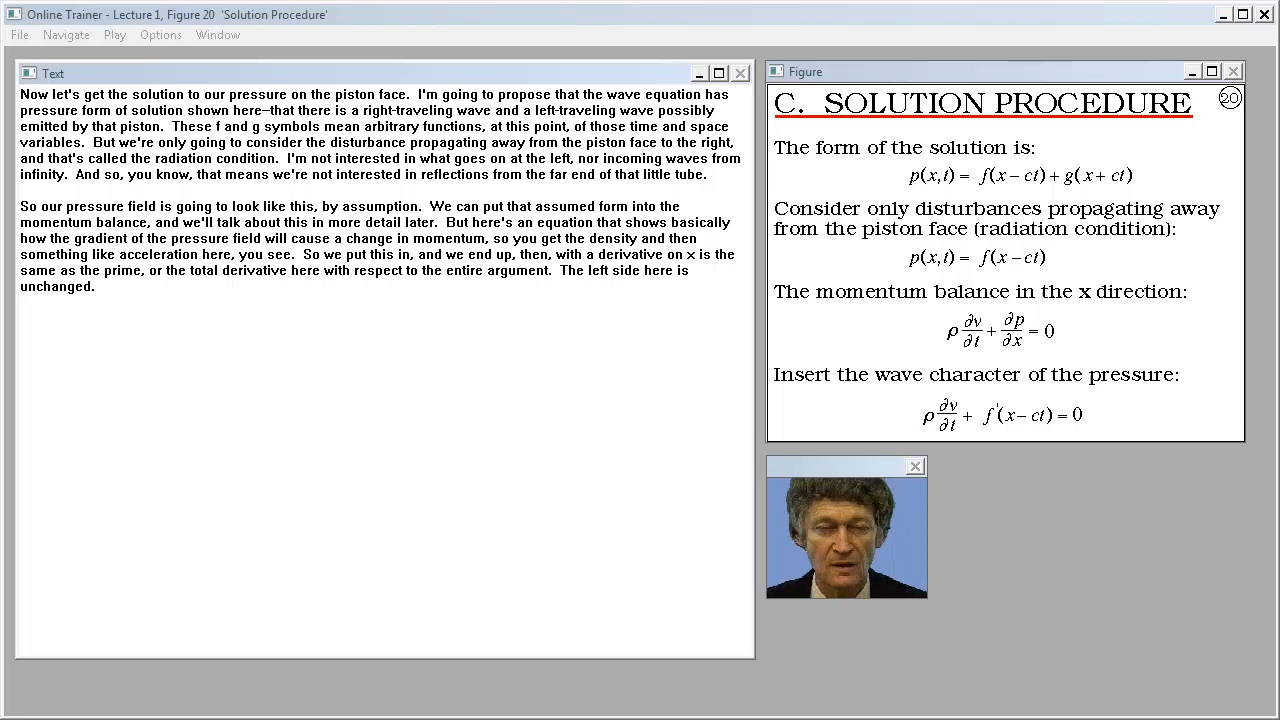 Online Trainer - Lecture 1, Figure 20 'Solution Procedure'
File Navigate Play Options Window
Text
Now let's get the solution to our pressure on the piston face. I'm going to propose that the wave equation has
pressure form of solution shown here--that there is a right-traveling wave and a left-traveling wave possibly
emitted by that piston. These f and g symbols mean arbitrary functions, at this point, of those time and space
variables. But we're only going to consider the disturbance propagating away from the piston face to the right,
and that's called the radiation condition. I'm not interested in what goes on at the left, nor incoming waves from
infinity. And so, you know, that means we're not interested in reflections from the far end of that little tube.
So our pressure field is going to look like this, by assumption. We can put that assumed form into the
momentum balance, and we'll talk about this in more detail later. But here's an equation that shows basically
how the gradient of the pressure field will cause a change in momentum, so you get the density and then
something like acceleration here, you see. So we put this in, and we end up, then, with a derivative on x is the
same as the prime, or the total derivative here with respect to the entire argument. The left side here is
unchanged.
Figure
C. SOLUTION PROCEDURE 20
The form of the solution is:
p(x,t) = f(x − ct) + g(x + ct)
Consider only disturbances propagating away
from the piston face (radiation condition):
p(x,t) = f(x − ct)
The momentum balance in the x direction:
ρ ∂v/∂t + ∂p/∂x = 0
Insert the wave character of the pressure:
ρ ∂v/∂t + f'(x − ct) = 0